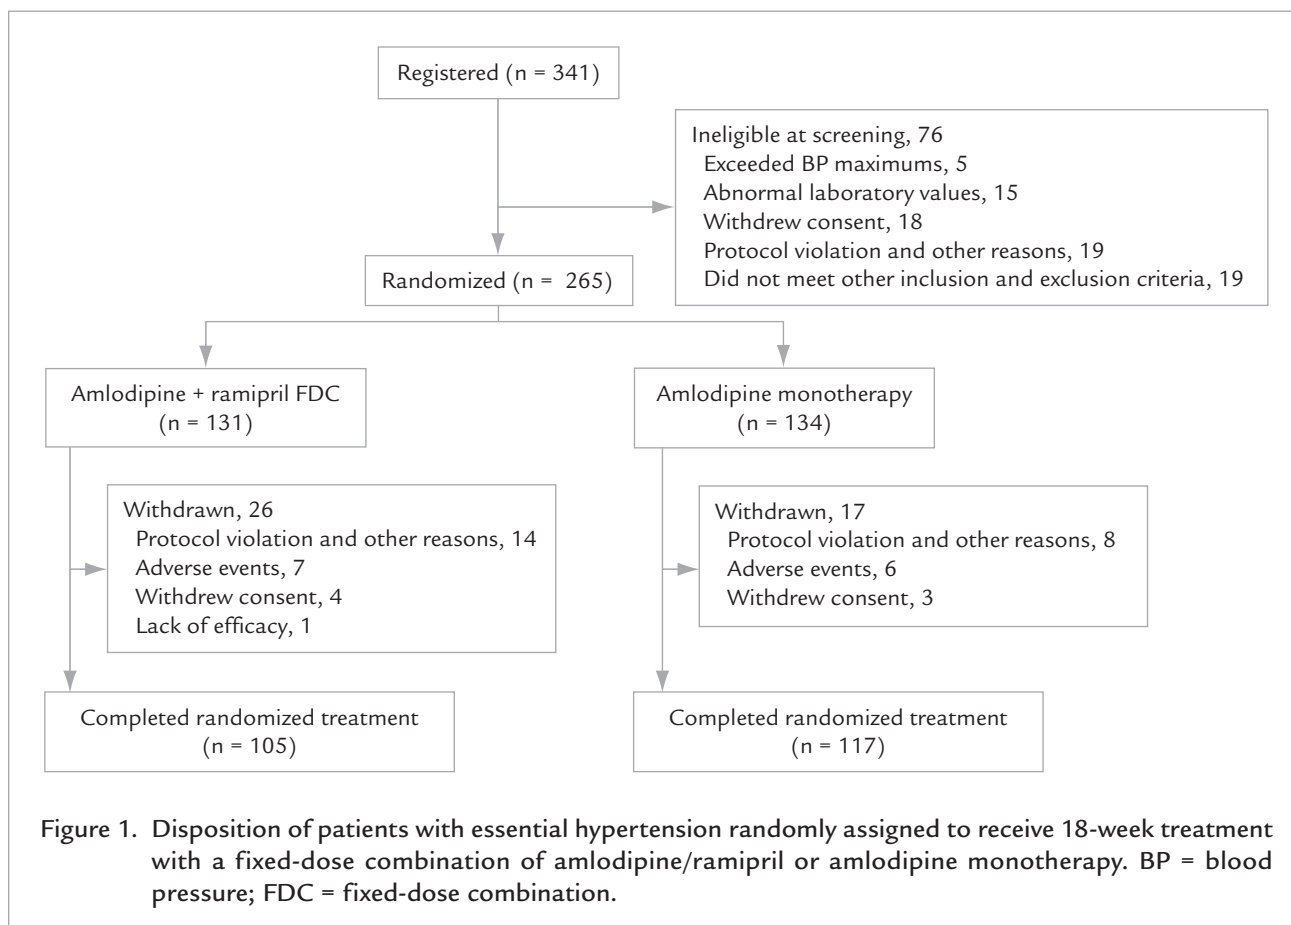 Registered (n = 341)
Ineligible at screening, 76
Exceeded BP maximums, 5
Abnormal laboratory values, 15
Withdrew consent, 18
Protocol violation and other reasons, 19
Did not meet other inclusion and exclusion criteria, 19
Randomized (n = 265)
Amlodipine + ramipril FDC
(n = 131)
Amlodipine monotherapy
(n = 134)
Withdrawn, 26
Protocol violation and other reasons, 14
Adverse events, 7
Withdrew consent, 4
Lack of efficacy, 1
Withdrawn, 17
Protocol violation and other reasons, 8
Adverse events, 6
Withdrew consent, 3
Completed randomized treatment
(n = 105)
Completed randomized treatment
(n = 117)
Figure 1. Disposition of patients with essential hypertension randomly assigned to receive 18-week treatment
with a fixed-dose combination of amlodipine/ramipril or amlodipine monotherapy. BP = blood
pressure; FDC = fixed-dose combination.